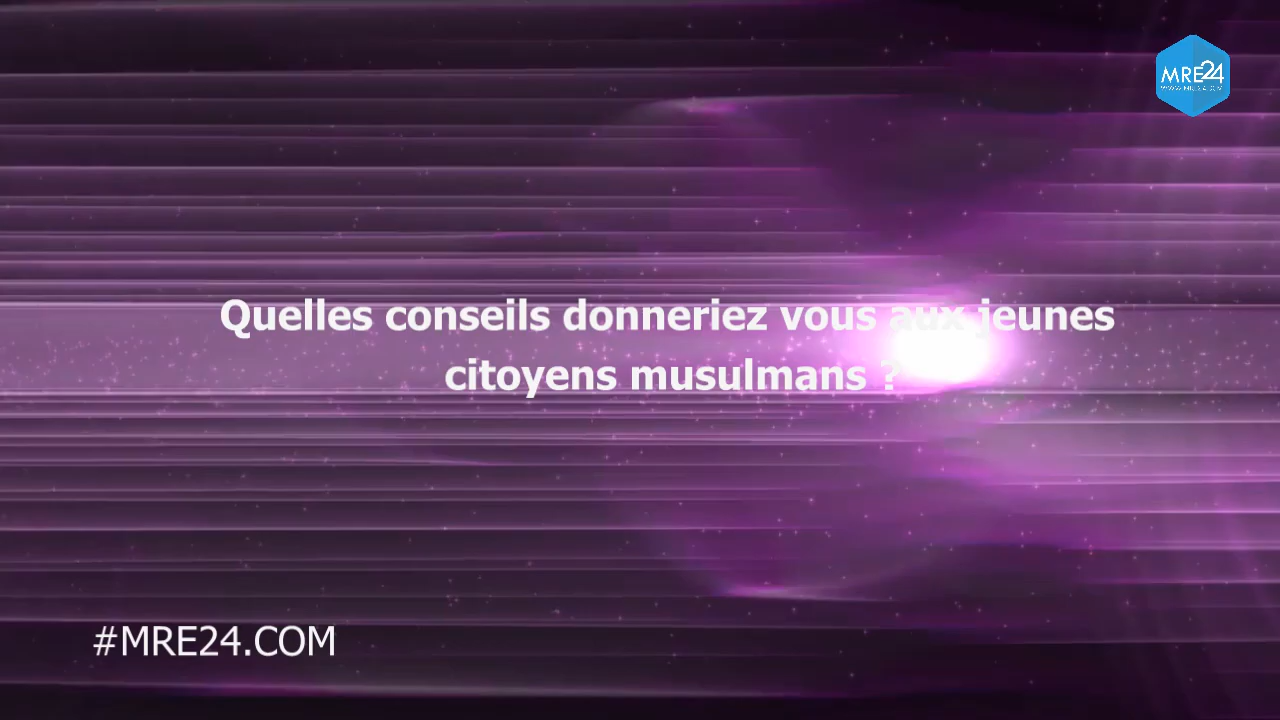 MRE24
Quelles conseils donneriez vous aux jeunes
citoyens musulmans ?
#MRE24.COM